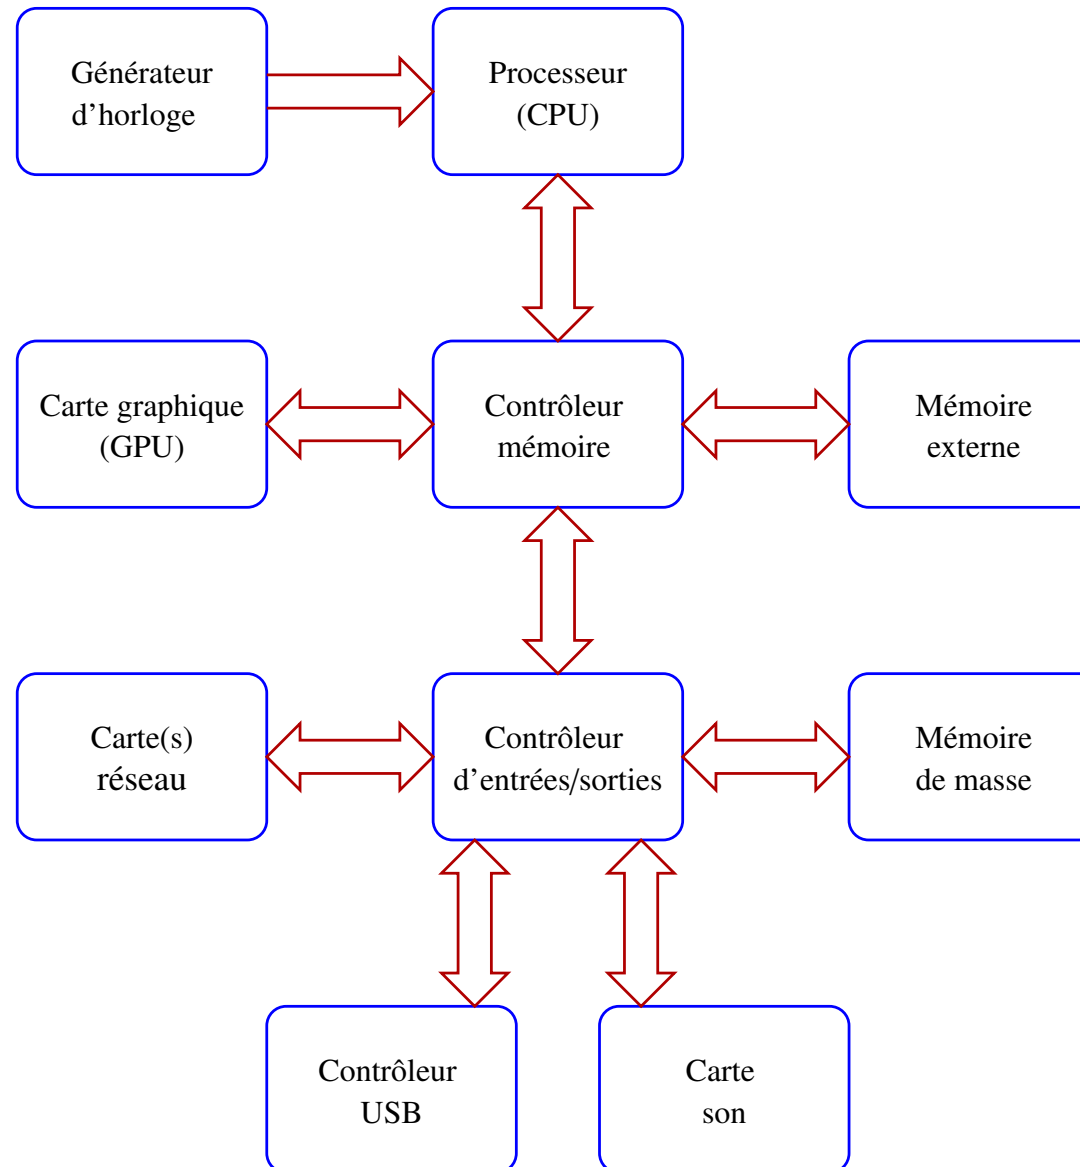 Générateur
d’horloge
Processeur
(CPU)
Carte graphique
(GPU)
Contrôleur
mémoire
Mémoire
externe
Carte(s)
réseau
Contrôleur
d’entrées/sorties
Mémoire
de masse
Contrôleur
USB
Carte
son